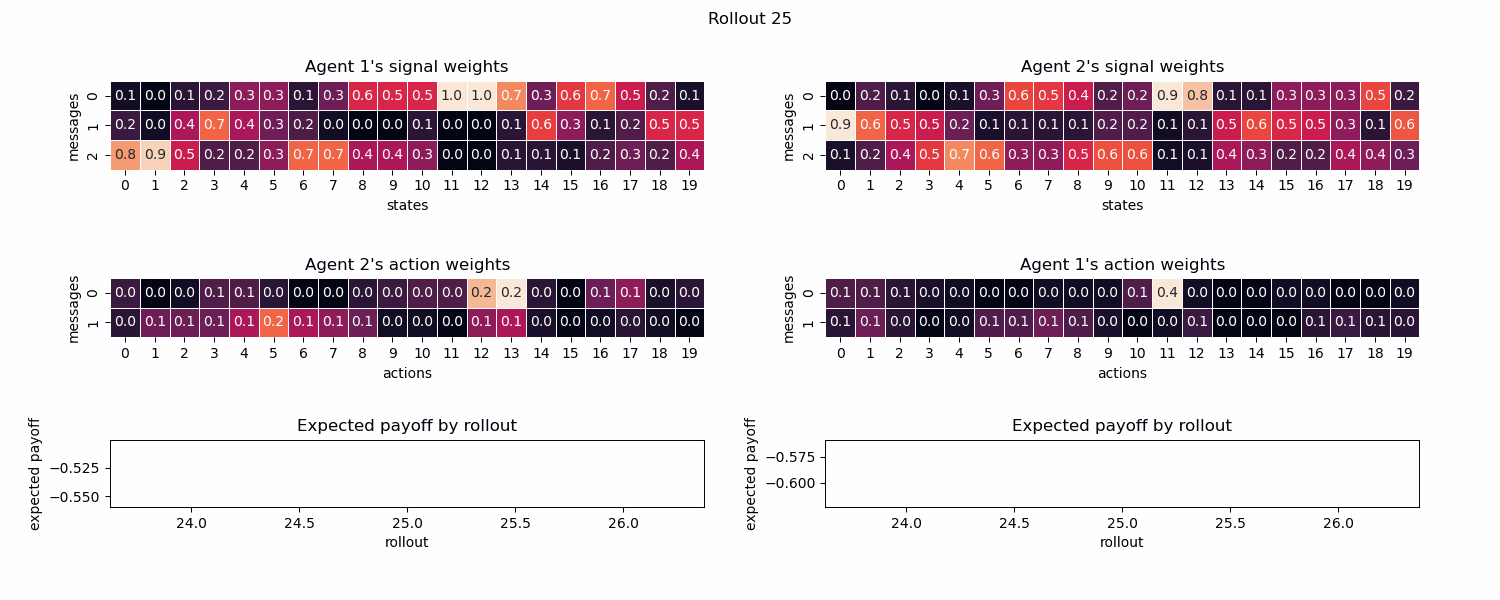 Rollout 25
Agent 1's signal weights
messages
0 0.1 0.0 0.1 0.2 0.3 0.3 0.1 0.3 0.6 0.5 0.5 1.0 1.0 0.7 0.3 0.6 0.7 0.5 0.2 0.1
1 0.2 0.0 0.4 0.7 0.4 0.3 0.2 0.0 0.0 0.0 0.1 0.0 0.0 0.1 0.6 0.3 0.1 0.2 0.5 0.5
2 0.8 0.9 0.5 0.2 0.2 0.3 0.7 0.7 0.4 0.4 0.3 0.0 0.0 0.1 0.1 0.1 0.2 0.3 0.2 0.4
0 1 2 3 4 5 6 7 8 9 10 11 12 13 14 15 16 17 18 19
states
Agent 2's signal weights
messages
0 0.0 0.2 0.1 0.0 0.1 0.3 0.6 0.5 0.4 0.2 0.2 0.9 0.8 0.1 0.1 0.3 0.3 0.3 0.5 0.2
1 0.9 0.6 0.5 0.5 0.2 0.1 0.1 0.1 0.1 0.2 0.2 0.1 0.1 0.5 0.6 0.5 0.5 0.3 0.1 0.6
2 0.1 0.2 0.4 0.5 0.7 0.6 0.3 0.3 0.5 0.6 0.6 0.1 0.1 0.4 0.3 0.2 0.2 0.4 0.4 0.3
0 1 2 3 4 5 6 7 8 9 10 11 12 13 14 15 16 17 18 19
states
Agent 2's action weights
messages
0 0.0 0.0 0.0 0.1 0.1 0.0 0.0 0.0 0.0 0.0 0.0 0.0 0.2 0.2 0.0 0.0 0.1 0.1 0.0 0.0
1 0.0 0.1 0.1 0.1 0.1 0.2 0.1 0.1 0.1 0.0 0.0 0.0 0.1 0.1 0.0 0.0 0.0 0.0 0.0 0.0
0 1 2 3 4 5 6 7 8 9 10 11 12 13 14 15 16 17 18 19
actions
Agent 1's action weights
messages
0 0.1 0.1 0.1 0.0 0.0 0.0 0.0 0.0 0.0 0.0 0.1 0.4 0.0 0.0 0.0 0.0 0.0 0.0 0.0 0.0
1 0.1 0.1 0.0 0.0 0.0 0.1 0.1 0.1 0.1 0.0 0.0 0.0 0.1 0.0 0.0 0.0 0.1 0.1 0.1 0.0
0 1 2 3 4 5 6 7 8 9 10 11 12 13 14 15 16 17 18 19
actions
Expected payoff by rollout
expected payoff
−0.525
−0.550
24.0 24.5 25.0 25.5 26.0
rollout
Expected payoff by rollout
expected payoff
−0.575
−0.600
24.0 24.5 25.0 25.5 26.0
rollout